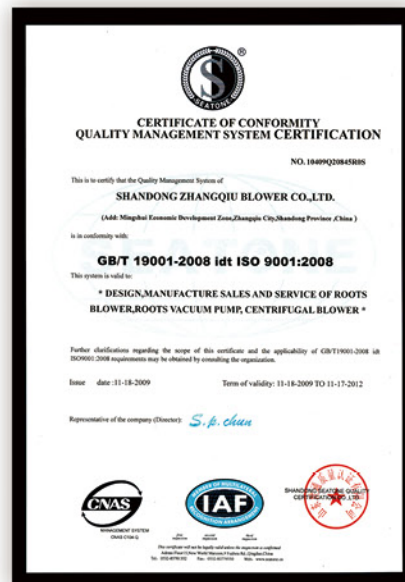 ®
S
SEATONE
CERTIFICATE OF CONFORMITY
QUALITY MANAGEMENT SYSTEM CERTIFICATION
NO.10409Q20845R0S
This is to certify that the Quality Management System of
SHANDONG ZHANGQIU BLOWER CO.,LTD.
(Add: Mingshui Economic Development Zone,Zhangqiu City,Shandong Province ,China )
is in conformity with:
SEATONE
GB/T 19001-2008 idt ISO 9001:2008
This system is valid to:
* DESIGN,MANUFACTURE SALES AND SERVICE OF ROOTS
BLOWER,ROOTS VACUUM PUMP, CENTRIFUGAL BLOWER *
Further clarifications regarding the scope of this certificate and the applicability of GB/T19001-2008 idt
ISO9001:2008 requirements may be obtained by consulting the organization.
Issue date :11-18-2009
Term of validity: 11-18-2009 TO 11-17-2012
Representative of the company (Director):
S.p.chun
CNAS
MANAGEMENT SYSTEM
MEMBER OF MULTILATERAL
IAF
RECOGNITION ARRANGEMENT
SHANDONG SEATONE QUALITY
CERTIFICATION CO.,LTD